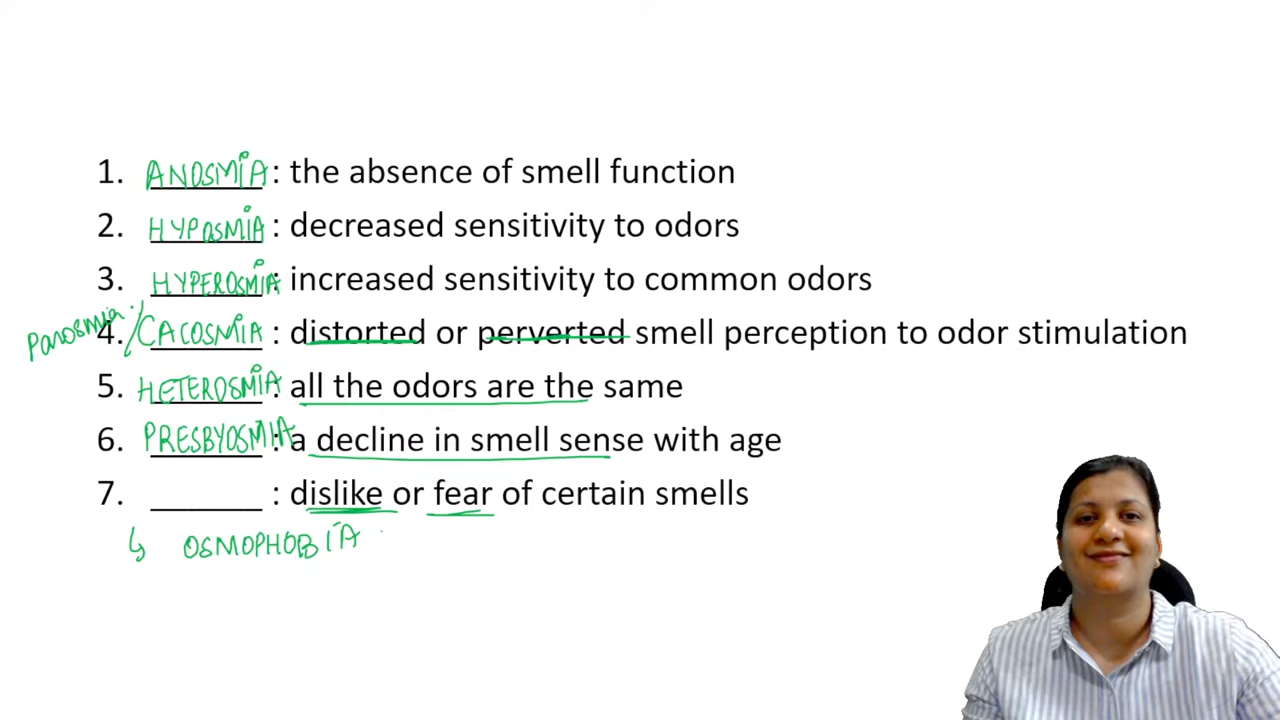 1. ANOSMIA : the absence of smell function
2. HYPOSMIA : decreased sensitivity to odors
3. HYPEROSMIA : increased sensitivity to common odors
Parosmia / 4. CACOSMIA : distorted or perverted smell perception to odor stimulation
5. HETEROSMIA : all the odors are the same
6. PRESBYOSMIA : a decline in smell sense with age
7. _______ : dislike or fear of certain smells
↳ OSMOPHOBIA